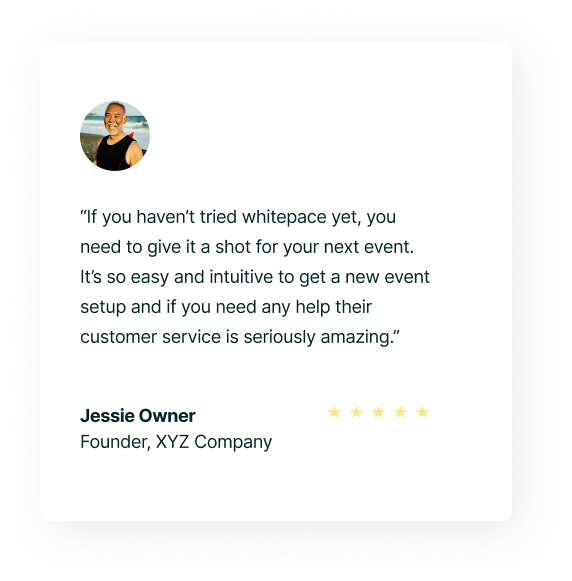 “If you haven’t tried whitepace yet, you
need to give it a shot for your next event.
It’s so easy and intuitive to get a new event
setup and if you need any help their
customer service is seriously amazing.”
Jessie Owner
Founder, XYZ Company